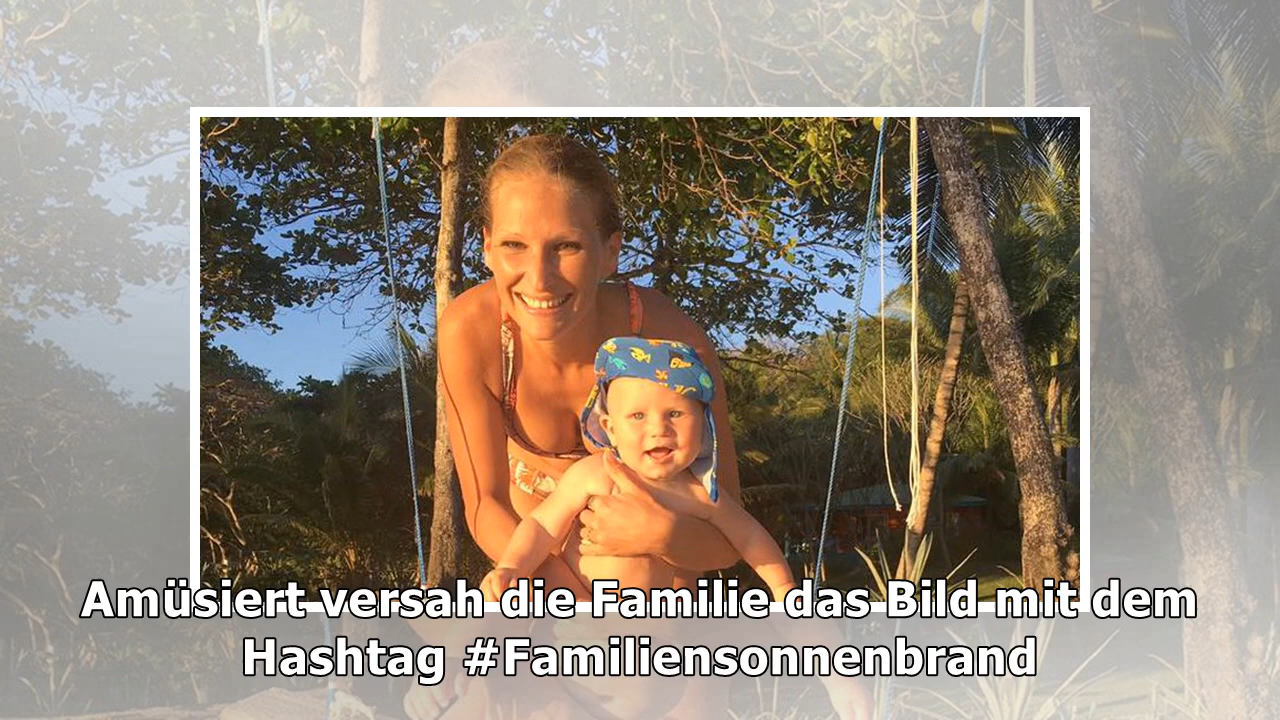 Amüsiert versah die Familie das Bild mit dem
Hashtag #Familiensonnenbrand